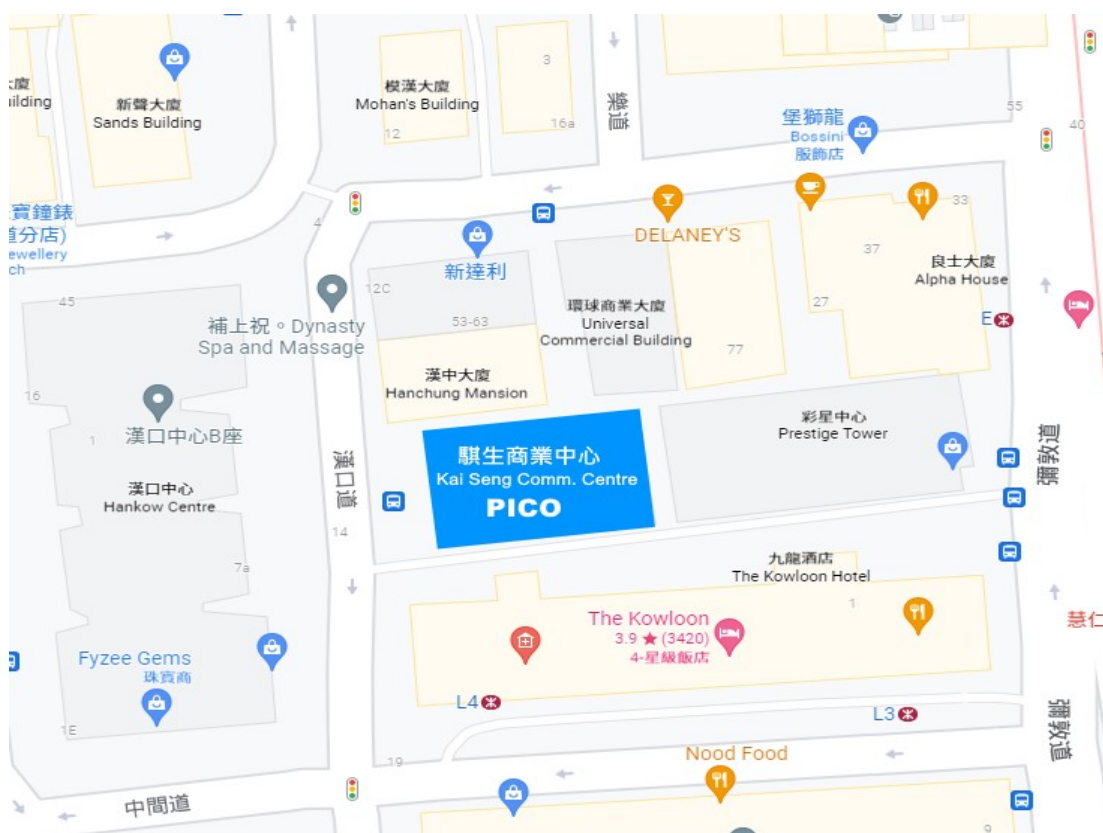 大廈
uilding
新聲大廈
Sands Building
模漢大廈
Mohan's Building
12
3
16a
樂道
堡獅龍
Bossini
服飾店
55
40
寶鐘錶
道分店)
ewellery
ch
4
DELANEY'S
33
37
27
良士大廈
Alpha House
E
新達利
12C
53-63
環球商業大廈
Universal
Commercial Building
77
45
補上祝。Dynasty
Spa and Massage
漢中大廈
Hanchung Mansion
16
漢口中心B座
1
漢口中心
Hankow Centre
漢口道
14
7a
騏生商業中心
Kai Seng Comm. Centre
PICO
彩星中心
Prestige Tower
彌敦道
九龍酒店
The Kowloon Hotel
1
The Kowloon
3.9 ★ (3420)
4-星級飯店
慧仁
Fyzee Gems
珠寶商
1E
L4
L3
彌敦道
19
Nood Food
中間道
9